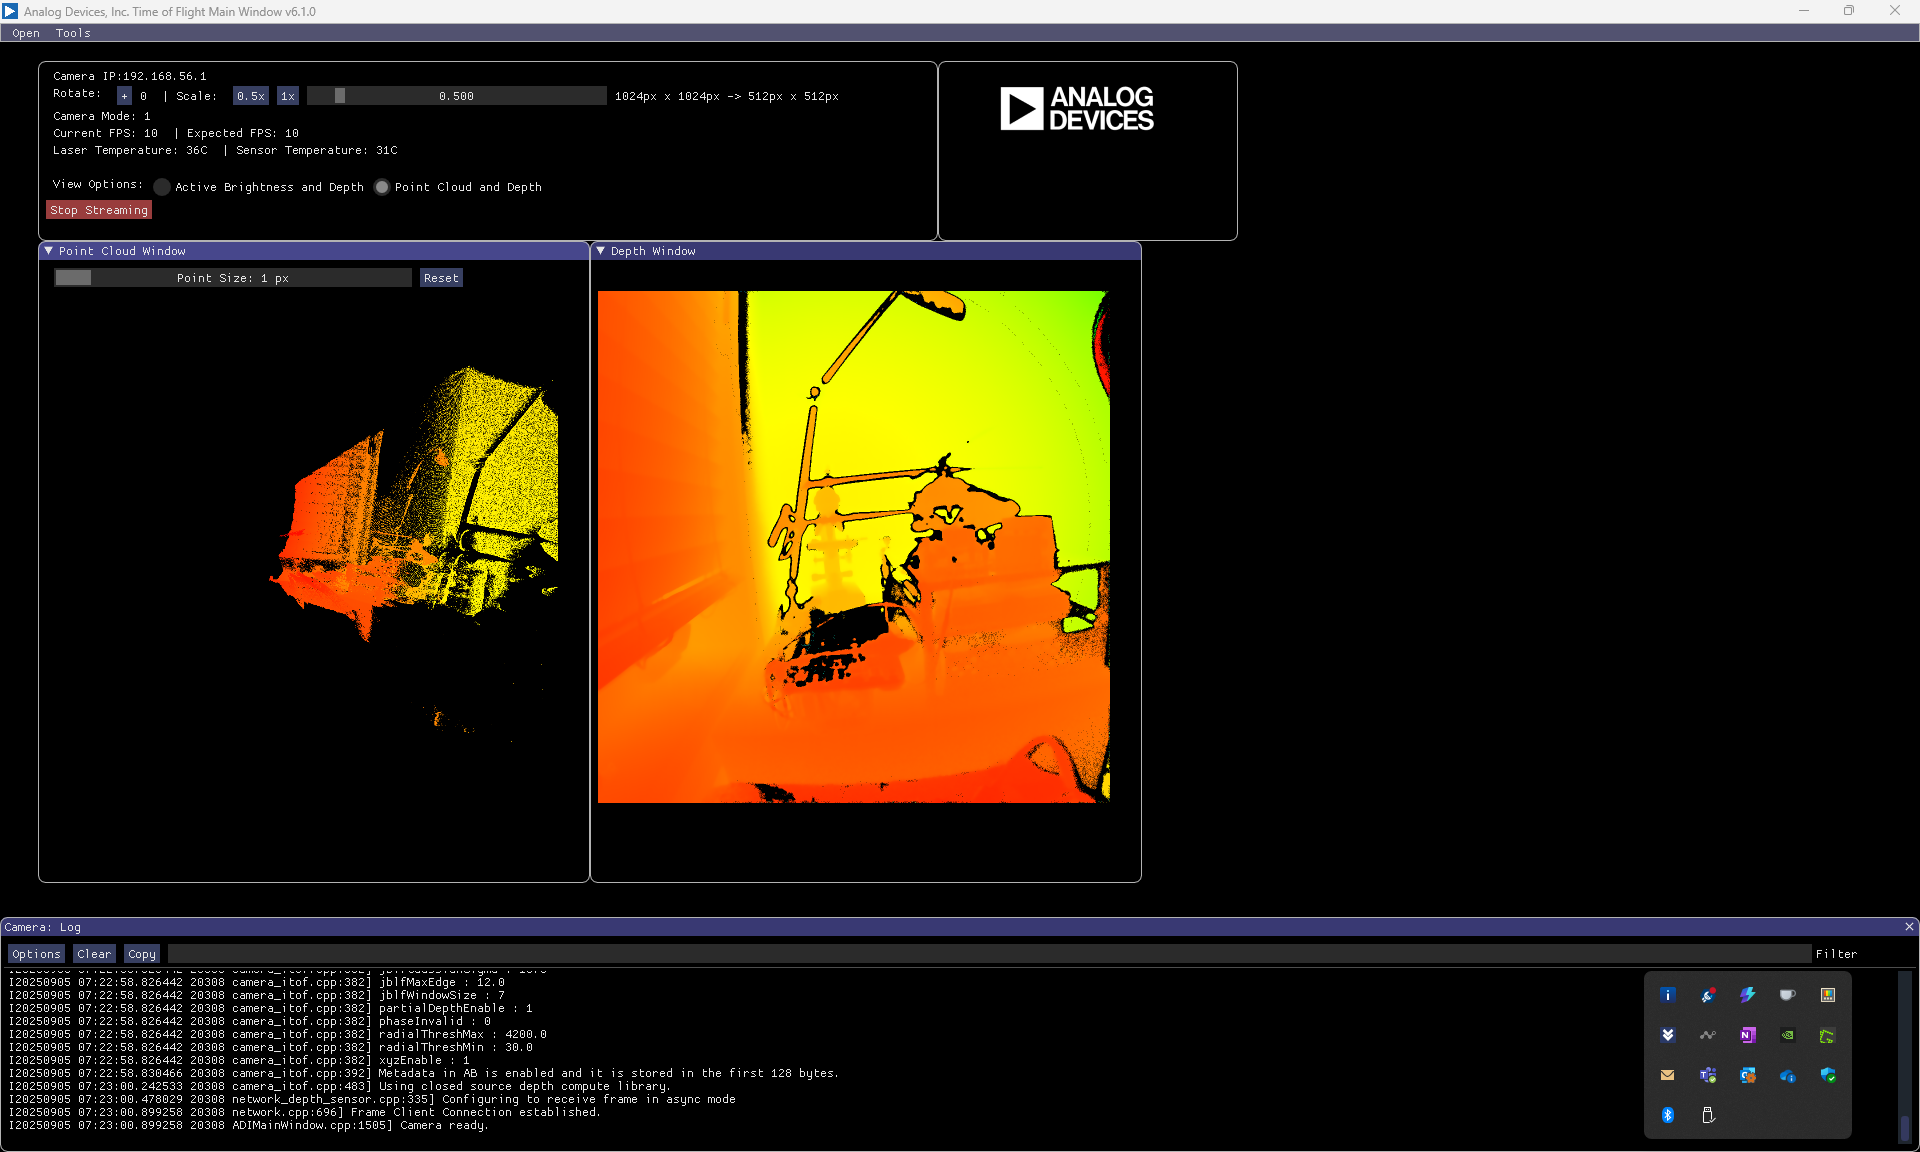 Analog Devices, Inc. Time of Flight Main Window v6.1.0
Open Tools
Camera IP:192.168.56.1
Rotate: + 0 | Scale: 0.5x 1x 0.500 1024px x 1024px -> 512px x 512px
Camera Mode: 1
Current FPS: 10 | Expected FPS: 10
Laser Temperature: 36C | Sensor Temperature: 31C
View Options: Active Brightness and Depth Point Cloud and Depth
Stop Streaming
ANALOG
DEVICES
Point Cloud Window
Point Size: 1 px Reset
Depth Window
Camera: Log
Options Clear Copy Filter
I20250905 07:22:58.826442 20308 camera_itof.cpp:382] jblfMaxEdge : 12.0
I20250905 07:22:58.826442 20308 camera_itof.cpp:382] jblfWindowSize : 7
I20250905 07:22:58.826442 20308 camera_itof.cpp:382] partialDepthEnable : 1
I20250905 07:22:58.826442 20308 camera_itof.cpp:382] phaseInvalid : 0
I20250905 07:22:58.826442 20308 camera_itof.cpp:382] radialThreshMax : 4200.0
I20250905 07:22:58.826442 20308 camera_itof.cpp:382] radialThreshMin : 30.0
I20250905 07:22:58.826442 20308 camera_itof.cpp:382] xyzEnable : 1
I20250905 07:22:58.830466 20308 camera_itof.cpp:392] Metadata in AB is enabled and it is stored in the first 128 bytes.
I20250905 07:23:00.242533 20308 camera_itof.cpp:483] Using closed source depth compute library.
I20250905 07:23:00.478029 20308 network_depth_sensor.cpp:335] Configuring to receive frame in async mode
I20250905 07:23:00.899258 20308 network.cpp:696] Frame Client Connection established.
I20250905 07:23:00.899258 20308 ADIMainWindow.cpp:1505] Camera ready.